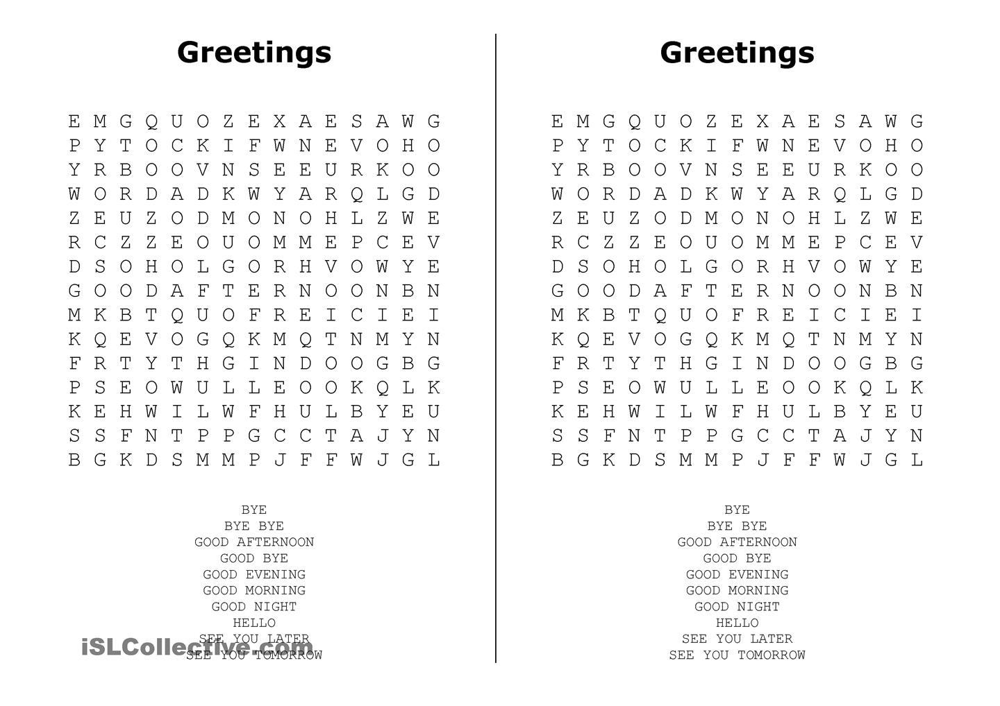 Greetings
E M G Q U O Z E X A E S A W G
P Y T O C K I F W N E V O H O
Y R B O O V N S E E U R K O O
W O R D A D K W Y A R Q L G D
Z E U Z O D M O N O H L Z W E
R C Z Z E O U O M M E P C E V
D S O H O L G O R H V O W Y E
G O O D A F T E R N O O N B N
M K B T Q U O F R E I C I E I
K Q E V O G Q K M Q T N M Y N
F R T Y T H G I N D O O G B G
P S E O W U L L E O O K Q L K
K E H W I L W F H U L B Y E U
S S F N T P P G C C T A J Y N
B G K D S M M P J F F W J G L
BYE
BYE BYE
GOOD AFTERNOON
GOOD BYE
GOOD EVENING
GOOD MORNING
GOOD NIGHT
HELLO
SEE YOU LATER
iSLCollective.com
SEE YOU TOMORROW
Greetings
E M G Q U O Z E X A E S A W G
P Y T O C K I F W N E V O H O
Y R B O O V N S E E U R K O O
W O R D A D K W Y A R Q L G D
Z E U Z O D M O N O H L Z W E
R C Z Z E O U O M M E P C E V
D S O H O L G O R H V O W Y E
G O O D A F T E R N O O N B N
M K B T Q U O F R E I C I E I
K Q E V O G Q K M Q T N M Y N
F R T Y T H G I N D O O G B G
P S E O W U L L E O O K Q L K
K E H W I L W F H U L B Y E U
S S F N T P P G C C T A J Y N
B G K D S M M P J F F W J G L
BYE
BYE BYE
GOOD AFTERNOON
GOOD BYE
GOOD EVENING
GOOD MORNING
GOOD NIGHT
HELLO
SEE YOU LATER
SEE YOU TOMORROW